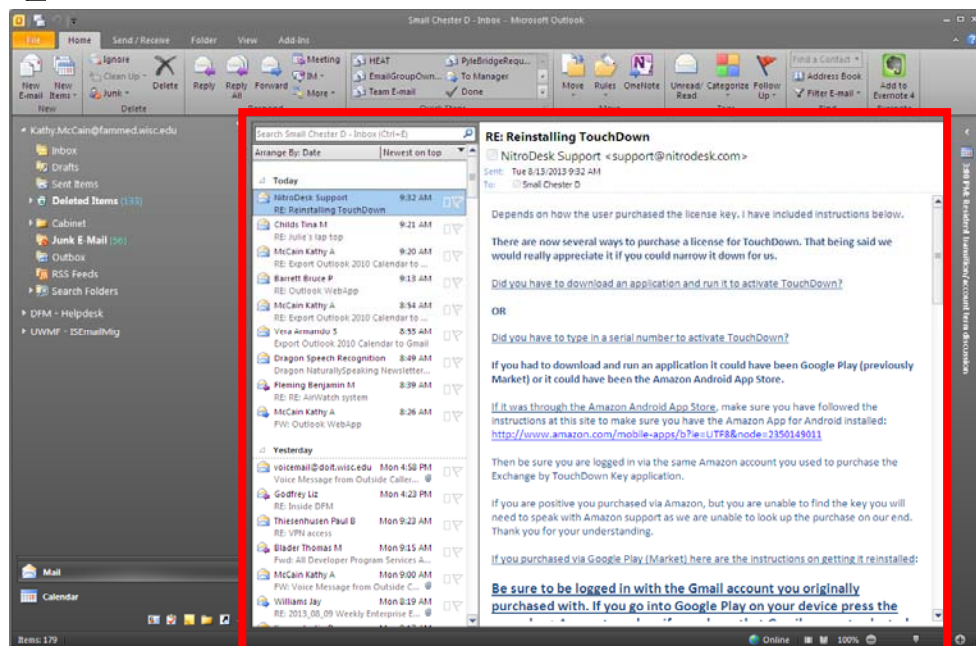 Small Chester D - Inbox - Microsoft Outlook
File Home Send / Receive Folder View Add-Ins
New E-mail
New Items
Ignore
Clean Up
Junk
Delete
Reply
Reply All
Forward
Meeting
IM
More
HEAT
EmailGroupOwn...
Team E-mail
PyleBridgeRequ...
To Manager
Done
Move
Rules
OneNote
Unread/ Read
Categorize
Follow Up
Find a Contact
Address Book
Filter E-mail
Add to Evernote 4
New
Delete
Kathy.McCain@fammed.wisc.edu
Inbox
Drafts
Sent Items
Deleted Items (133)
Cabinet
Junk E-Mail (56)
Outbox
RSS Feeds
Search Folders
DFM - Helpdesk
UWMF - ISEmailMig
Mail
Calendar
Items: 179
Search Small Chester D - Inbox (Ctrl+E)
Arrange By: Date Newest on top
Today
NitroDesk Support 9:32 AM
RE: Reinstalling TouchDown
Childs Tina M 9:21 AM
RE: Julie's lap top
McCain Kathy A 9:20 AM
RE: Export Outlook 2010 Calendar to ...
Barrett Bruce P 9:13 AM
RE: Outlook WebApp
McCain Kathy A 8:54 AM
RE: Export Outlook 2010 Calendar to ...
Vera Armando S 8:55 AM
Export Outlook 2010 Calendar to Gmail
Dragon Speech Recognition 8:49 AM
Dragon NaturallySpeaking Newsletter...
Fleming Benjamin M 8:39 AM
RE: RE: AirWatch system
McCain Kathy A 8:26 AM
FW: Outlook WebApp
Yesterday
voicemail@doit.wisc.edu Mon 4:58 PM
Voice Message from Outside Caller...
Godfrey Liz Mon 4:23 PM
RE: Inside DFM
Thiesenhusen Paul B Mon 9:23 AM
RE: VPN access
Blader Thomas M Mon 9:15 AM
Fwd: All Developer Program Services A...
McCain Kathy A Mon 9:00 AM
FW: Voice Message from Outside C...
Williams Jay Mon 8:19 AM
RE: 2013_08_09 Weekly Enterprise E...
RE: Reinstalling TouchDown
NitroDesk Support <support@nitrodesk.com>
Sent: Tue 8/13/2013 9:32 AM
To: Small Chester D
Depends on how the user purchased the license key. I have included instructions below.
There are now several ways to purchase a license for TouchDown. That being said we
would really appreciate it if you could narrow it down for us.
Did you have to download an application and run it to activate TouchDown?
OR
Did you have to type in a serial number to activate TouchDown?
If you had to download and run an application it could have been Google Play (previously
Market) or it could have been the Amazon Android App Store.
If it was through the Amazon Android App Store, make sure you have followed the
instructions at this site to make sure you have the Amazon App for Android installed:
http://www.amazon.com/mobile-apps/b?ie=UTF8&node=2350149011
Then be sure you are logged in via the same Amazon account you used to purchase the
Exchange by TouchDown Key application.
If you are positive you purchased via Amazon, but you are unable to find the key you will
need to speak with Amazon support as we are unable to look up the purchase on our end.
Thank you for your understanding.
If you purchased via Google Play (Market) here are the instructions on getting it reinstalled:
Be sure to be logged in with the Gmail account you originally
purchased with. If you go into Google Play on your device press the
3:00 PM: Resident transition/account term discussion
Online 100%